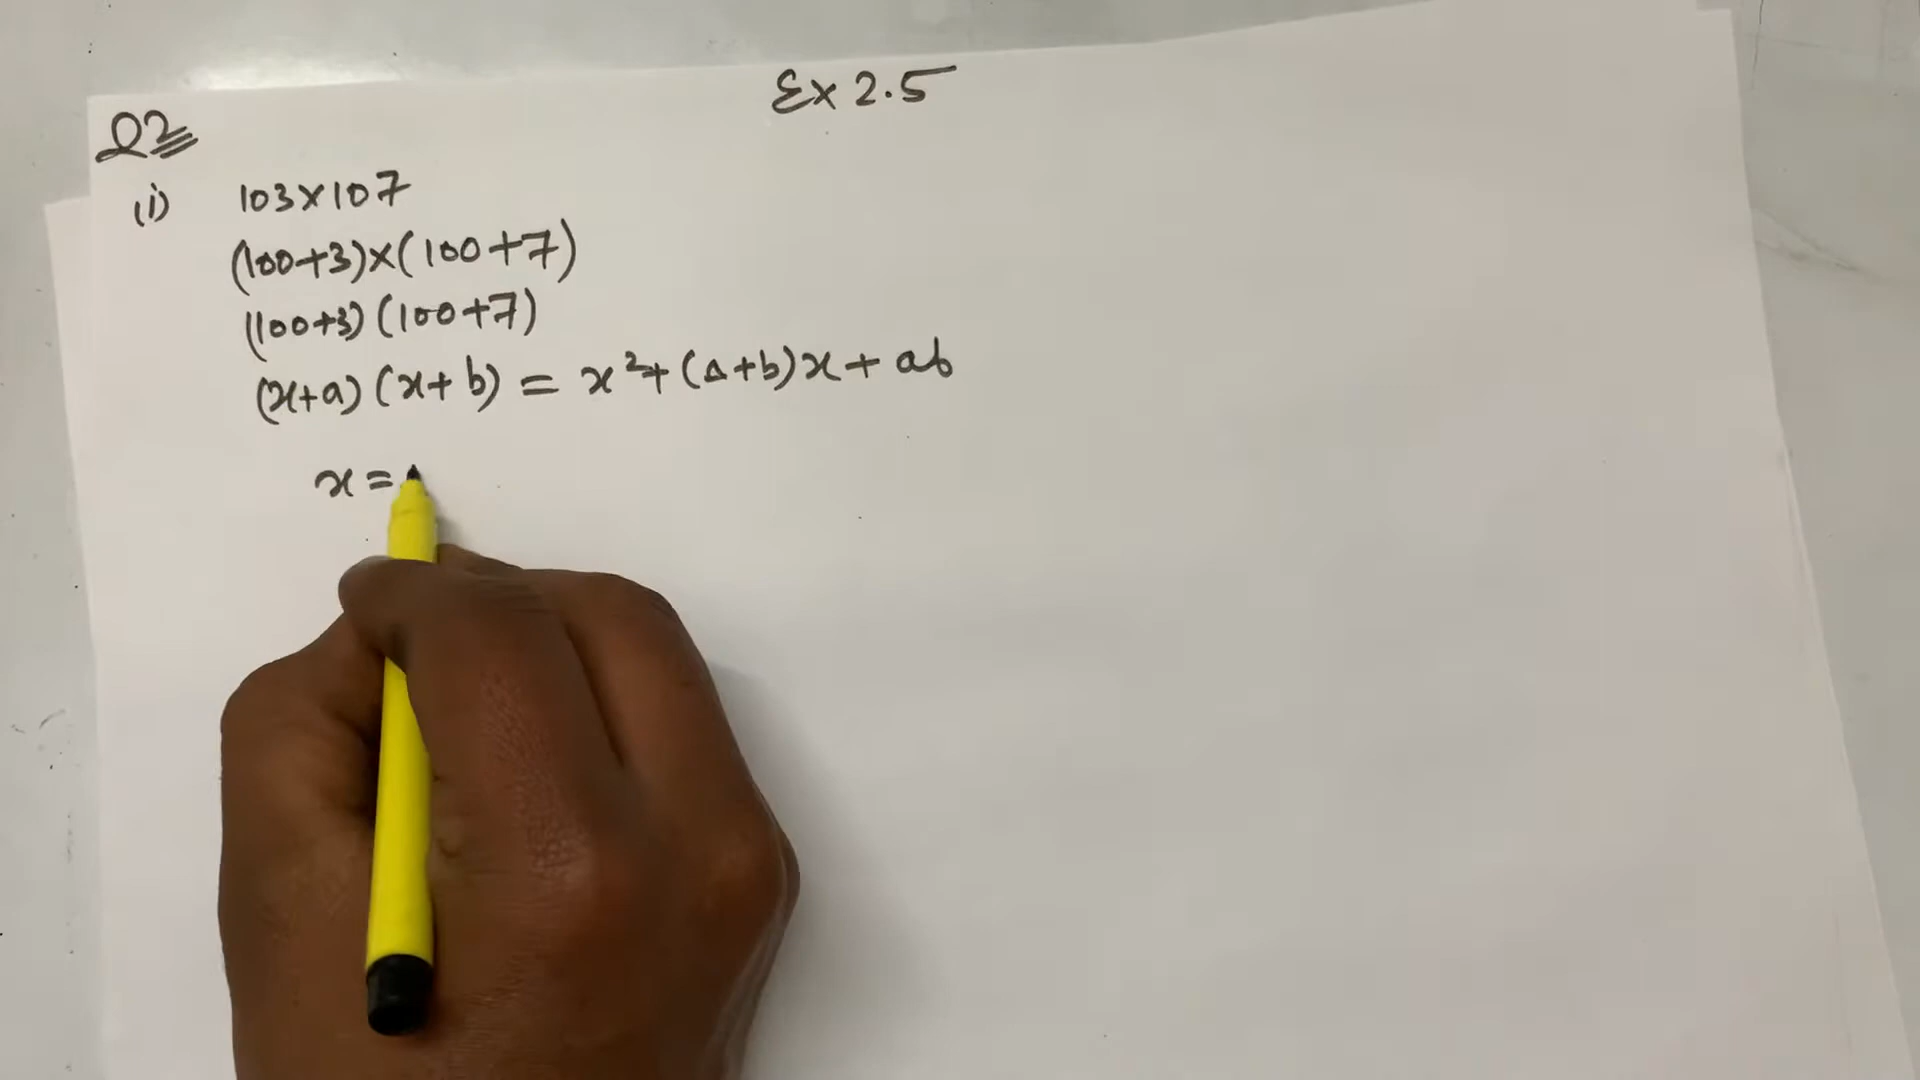 Ex 2.5
Q2
(i) 103×107
(100+3)×(100+7)
(100+3)(100+7)
(x+a)(x+b) = x²+(a+b)x+ab
x=